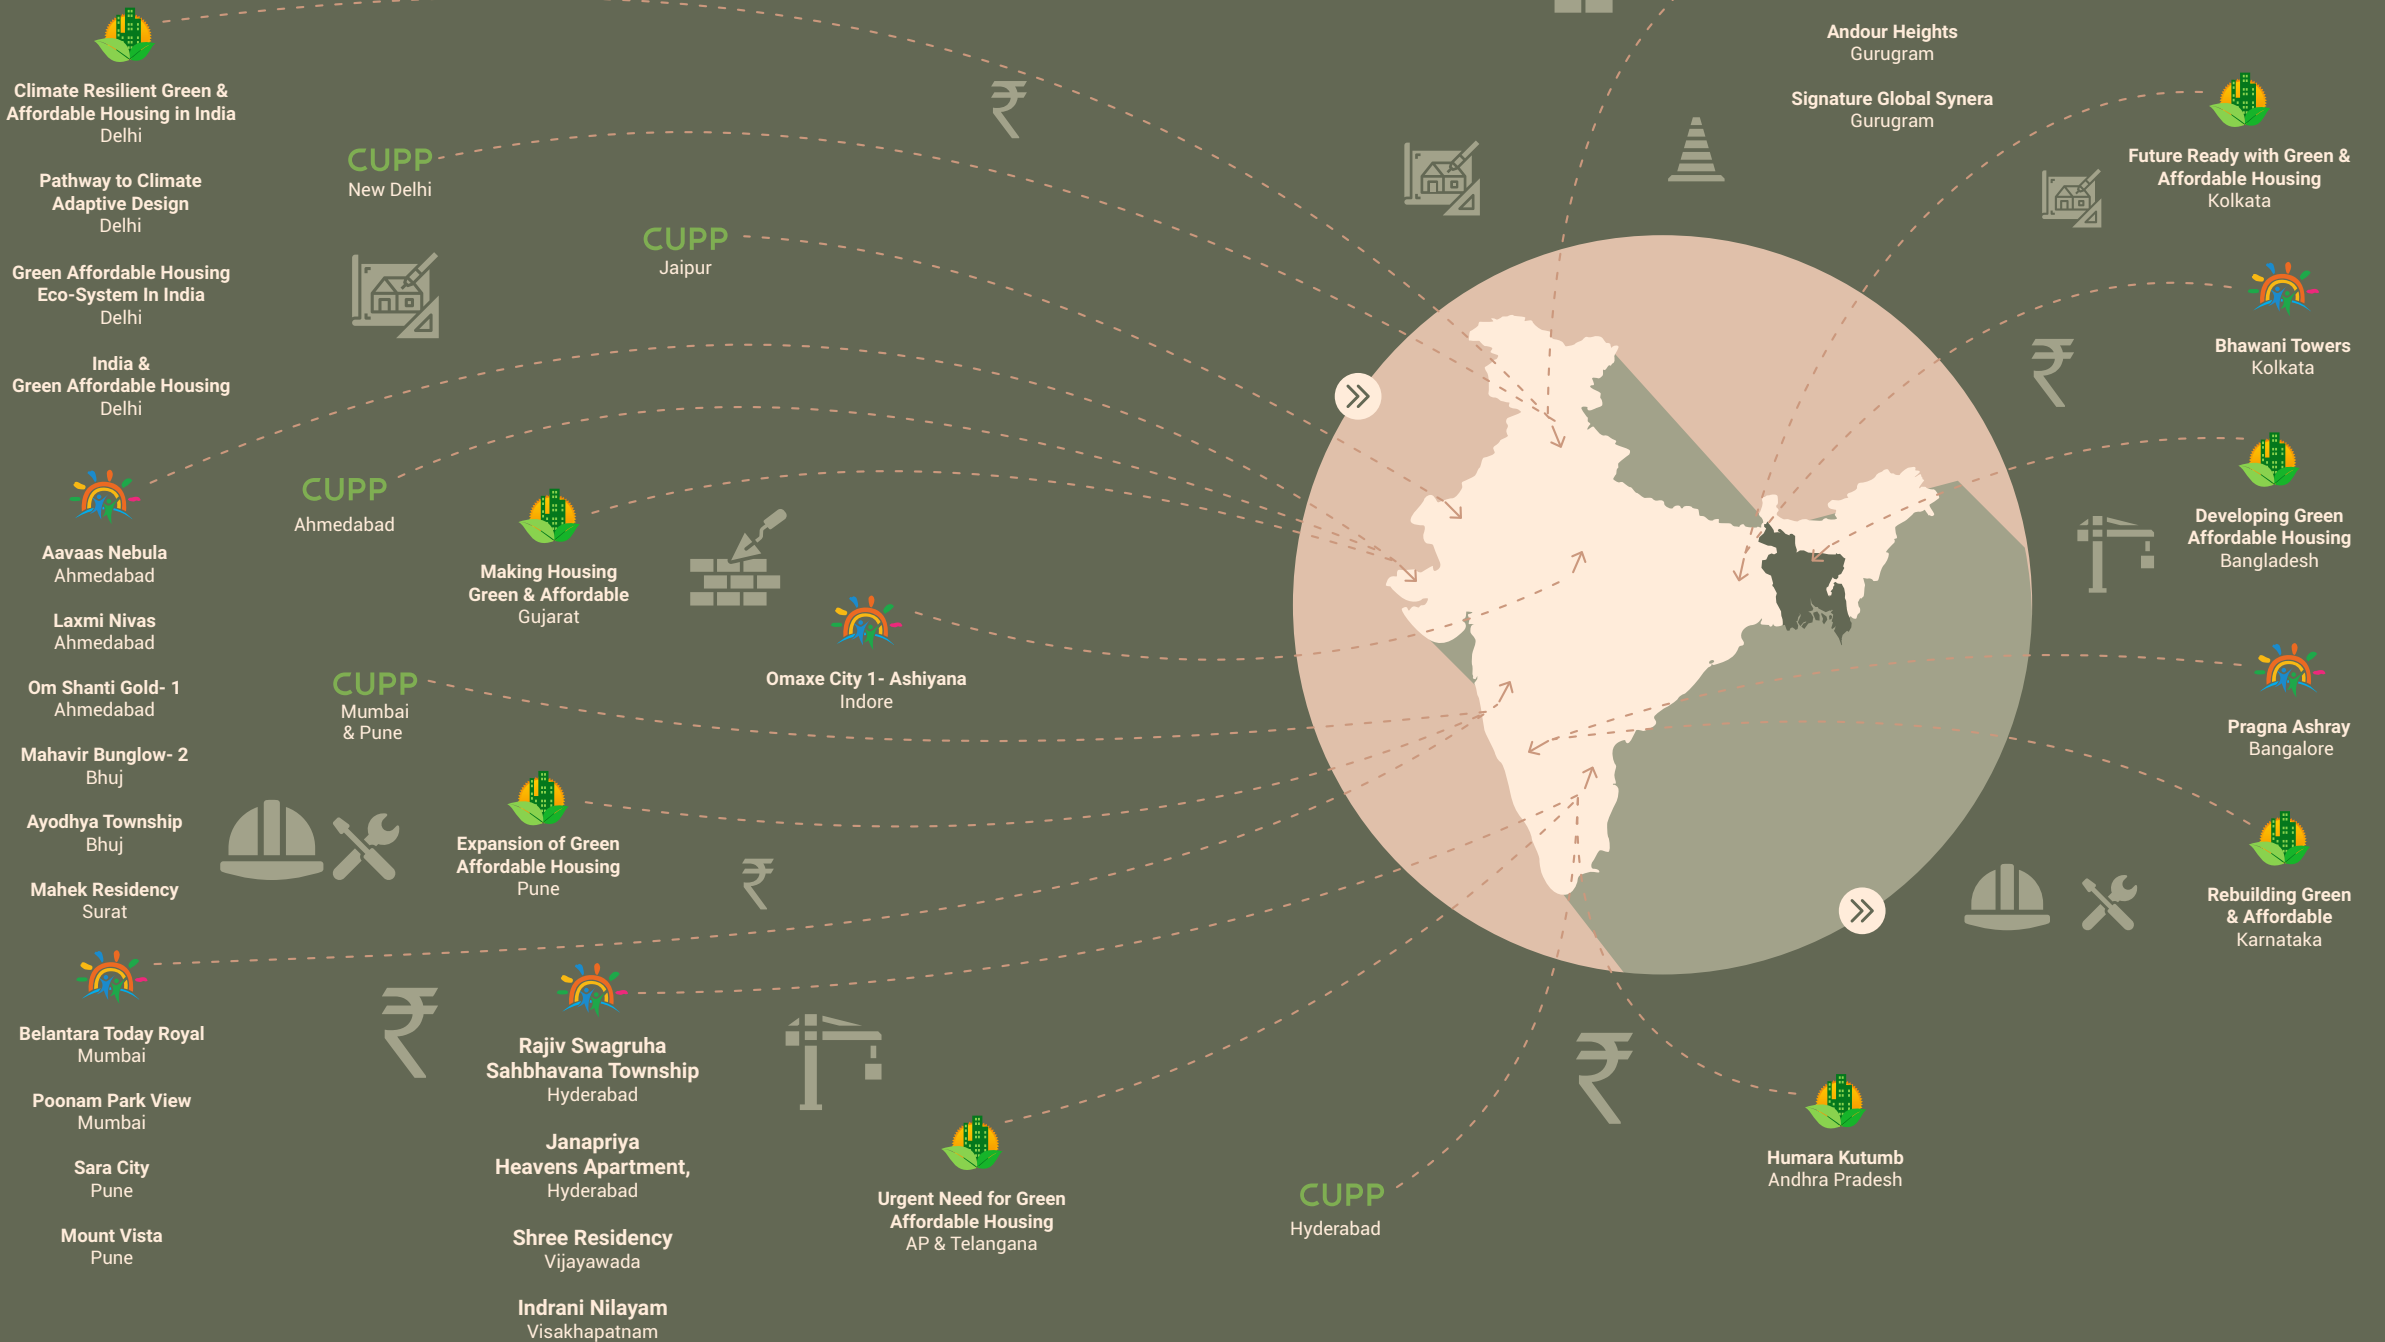 Climate Resilient Green &
Affordable Housing in India
Delhi
Pathway to Climate
Adaptive Design
Delhi
Green Affordable Housing
Eco-System In India
Delhi
India &
Green Affordable Housing
Delhi
CUPP
New Delhi
CUPP
Jaipur
Andour Heights
Gurugram
Signature Global Synera
Gurugram
Future Ready with Green &
Affordable Housing
Kolkata
Bhawani Towers
Kolkata
Developing Green
Affordable Housing
Bangladesh
Pragna Ashray
Bangalore
Rebuilding Green
& Affordable
Karnataka
Aavaas Nebula
Ahmedabad
Laxmi Nivas
Ahmedabad
Om Shanti Gold- 1
Ahmedabad
Mahavir Bunglow- 2
Bhuj
Ayodhya Township
Bhuj
Mahek Residency
Surat
CUPP
Ahmedabad
Making Housing
Green & Affordable
Gujarat
Omaxe City 1- Ashiyana
Indore
CUPP
Mumbai
& Pune
Expansion of Green
Affordable Housing
Pune
Belantara Today Royal
Mumbai
Poonam Park View
Mumbai
Sara City
Pune
Mount Vista
Pune
Rajiv Swagruha
Sahbhavana Township
Hyderabad
Janapriya
Heavens Apartment,
Hyderabad
Shree Residency
Vijayawada
Indrani Nilayam
Visakhapatnam
Urgent Need for Green
Affordable Housing
AP & Telangana
CUPP
Hyderabad
Humara Kutumb
Andhra Pradesh